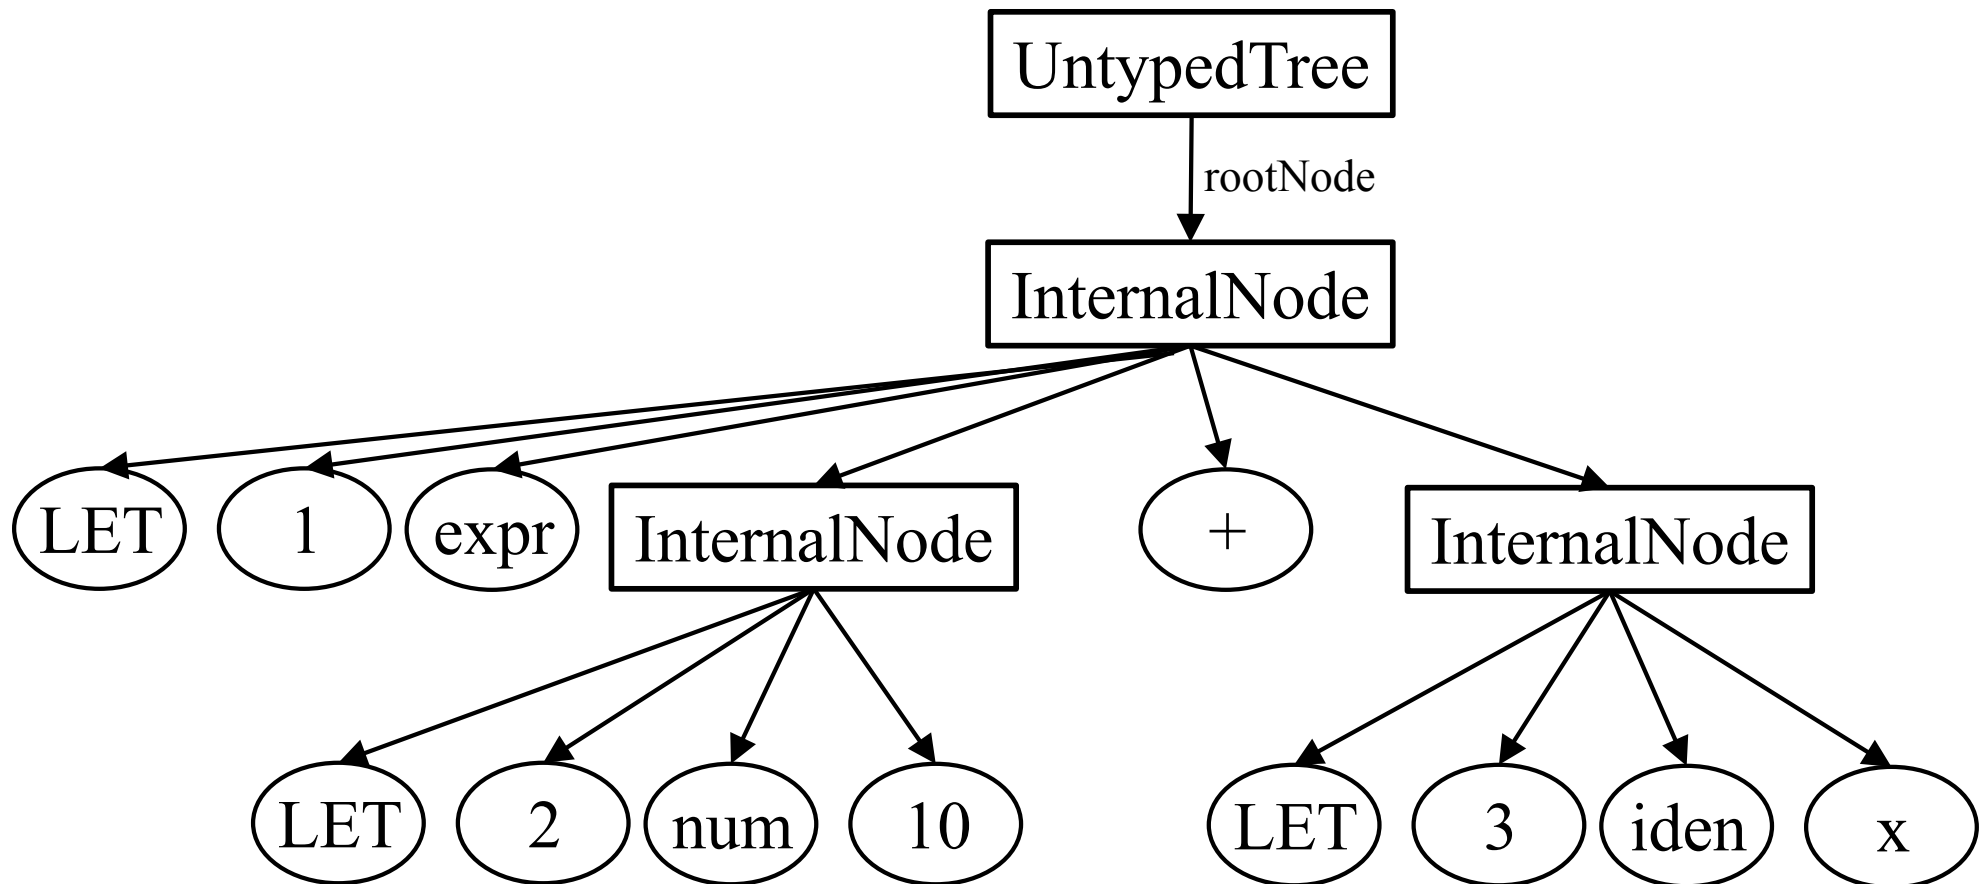 UntypedTree
rootNode
InternalNode
LET 1 expr InternalNode + InternalNode
LET 2 num 10 LET 3 iden x